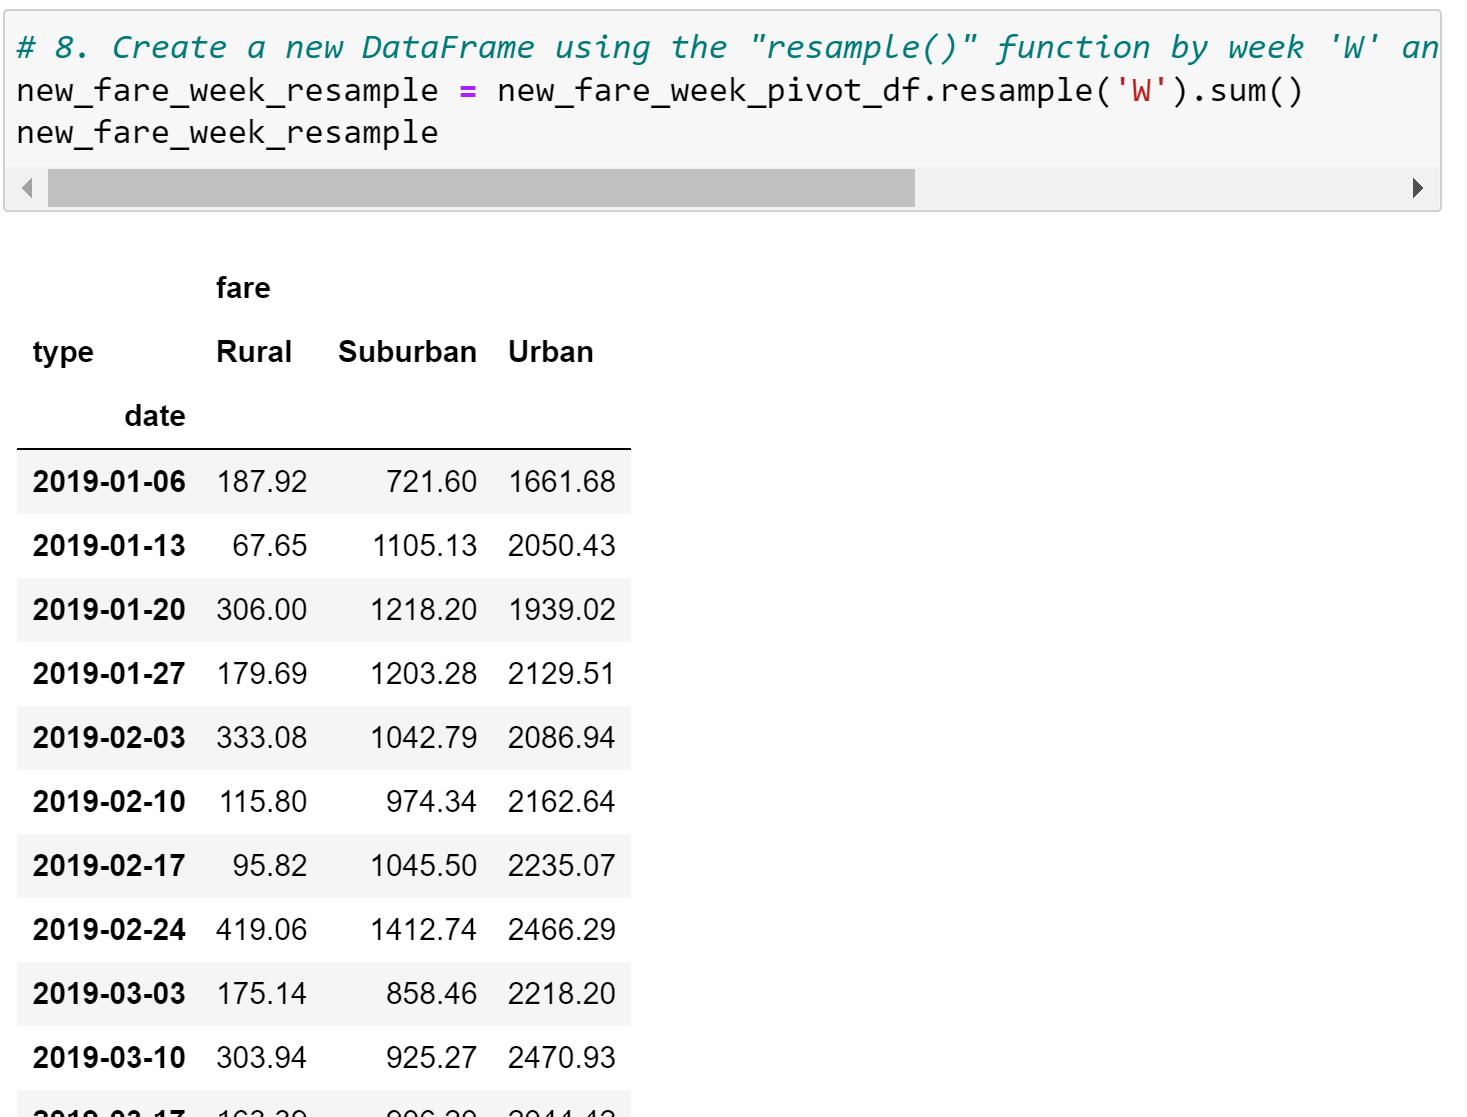 # 8. Create a new DataFrame using the "resample()" function by week 'W' an
new_fare_week_resample = new_fare_week_pivot_df.resample('W').sum()
new_fare_week_resample
fare
type Rural Suburban Urban
date
2019-01-06 187.92 721.60 1661.68
2019-01-13 67.65 1105.13 2050.43
2019-01-20 306.00 1218.20 1939.02
2019-01-27 179.69 1203.28 2129.51
2019-02-03 333.08 1042.79 2086.94
2019-02-10 115.80 974.34 2162.64
2019-02-17 95.82 1045.50 2235.07
2019-02-24 419.06 1412.74 2466.29
2019-03-03 175.14 858.46 2218.20
2019-03-10 303.94 925.27 2470.93